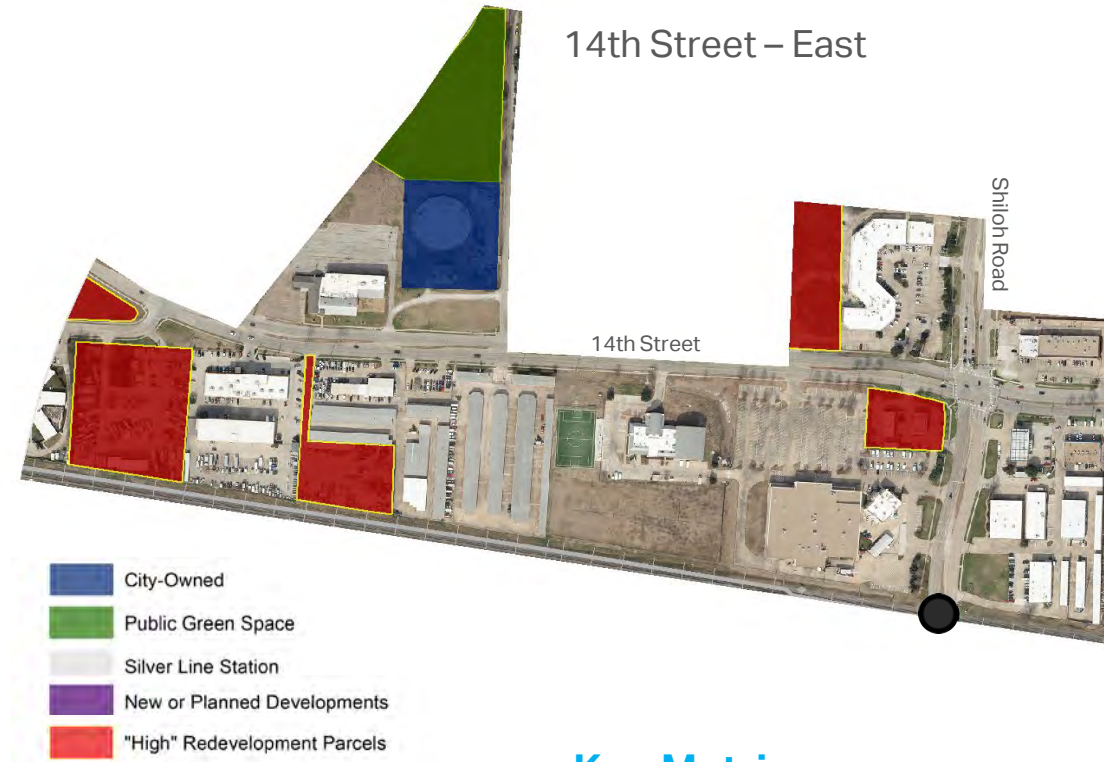 14th Street – East
Shiloh Road
14th Street
City-Owned
Public Green Space
Silver Line Station
New or Planned Developments
"High" Redevelopment Parcels